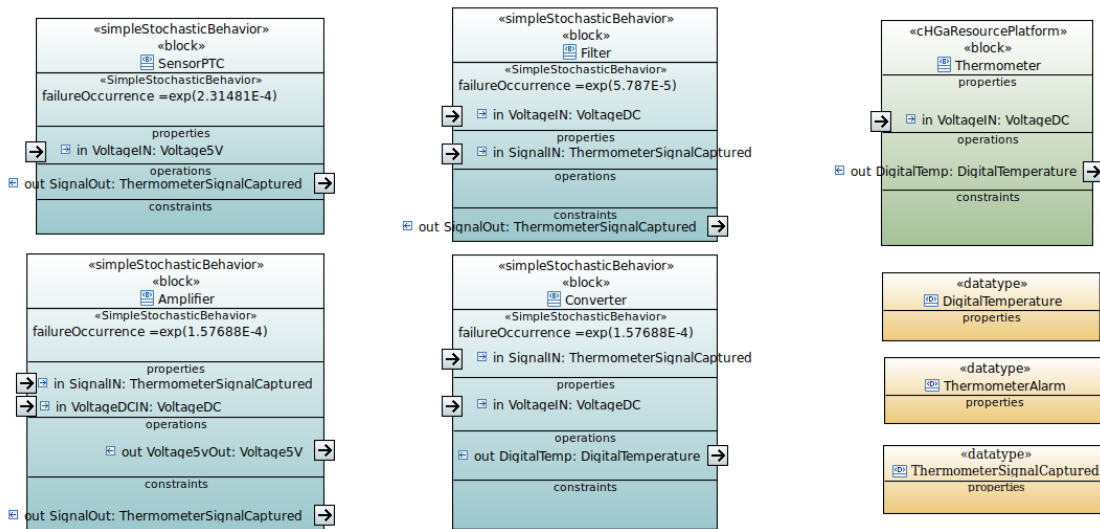 «simpleStochasticBehavior»
«block»
SensorPTC
«SimpleStochasticBehavior»
failureOccurrence =exp(2.31481E-4)
properties
in VoltageIN: Voltage5V
operations
out SignalOut: ThermometerSignalCaptured
constraints
«simpleStochasticBehavior»
«block»
Filter
«SimpleStochasticBehavior»
failureOccurrence =exp(5.787E-5)
in VoltageIN: VoltageDC
properties
in SignalIN: ThermometerSignalCaptured
operations
constraints
out SignalOut: ThermometerSignalCaptured
«cHGaResourcePlatform»
«block»
Thermometer
properties
in VoltageIN: VoltageDC
operations
out DigitalTemp: DigitalTemperature
constraints
«simpleStochasticBehavior»
«block»
Amplifier
«SimpleStochasticBehavior»
failureOccurrence =exp(1.57688E-4)
properties
in SignalIN: ThermometerSignalCaptured
in VoltageDCIN: VoltageDC
operations
out Voltage5vOut: Voltage5V
constraints
out SignalOut: ThermometerSignalCaptured
«simpleStochasticBehavior»
«block»
Converter
«SimpleStochasticBehavior»
failureOccurrence =exp(1.57688E-4)
in SignalIN: ThermometerSignalCaptured
properties
in VoltageIN: VoltageDC
operations
out DigitalTemp: DigitalTemperature
constraints
«datatype»
DigitalTemperature
properties
«datatype»
ThermometerAlarm
properties
«datatype»
ThermometerSignalCaptured
properties